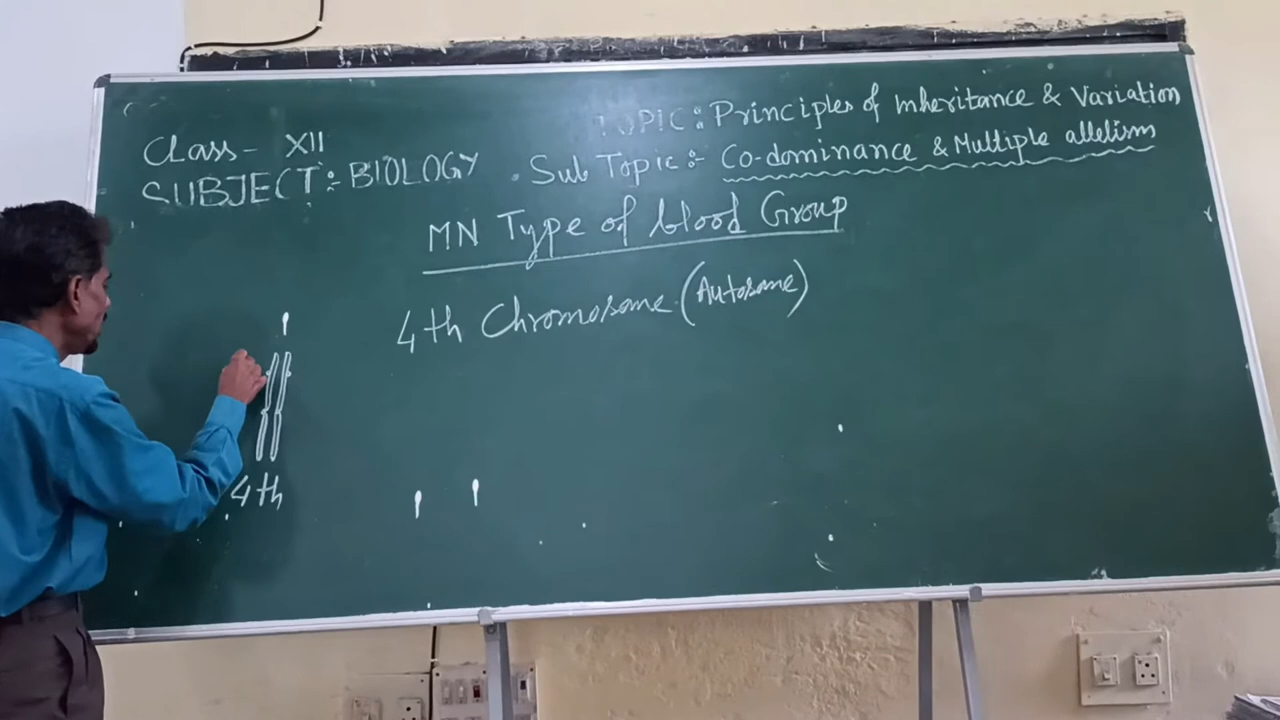 TOPIC:- Principles of Inheritance & Variation
Class- XII
SUBJECT:- BIOLOGY
Sub Topic:- Co-dominance & Multiple allelism
MN Type of blood Group
4th Chromosome (Autosome)
4th